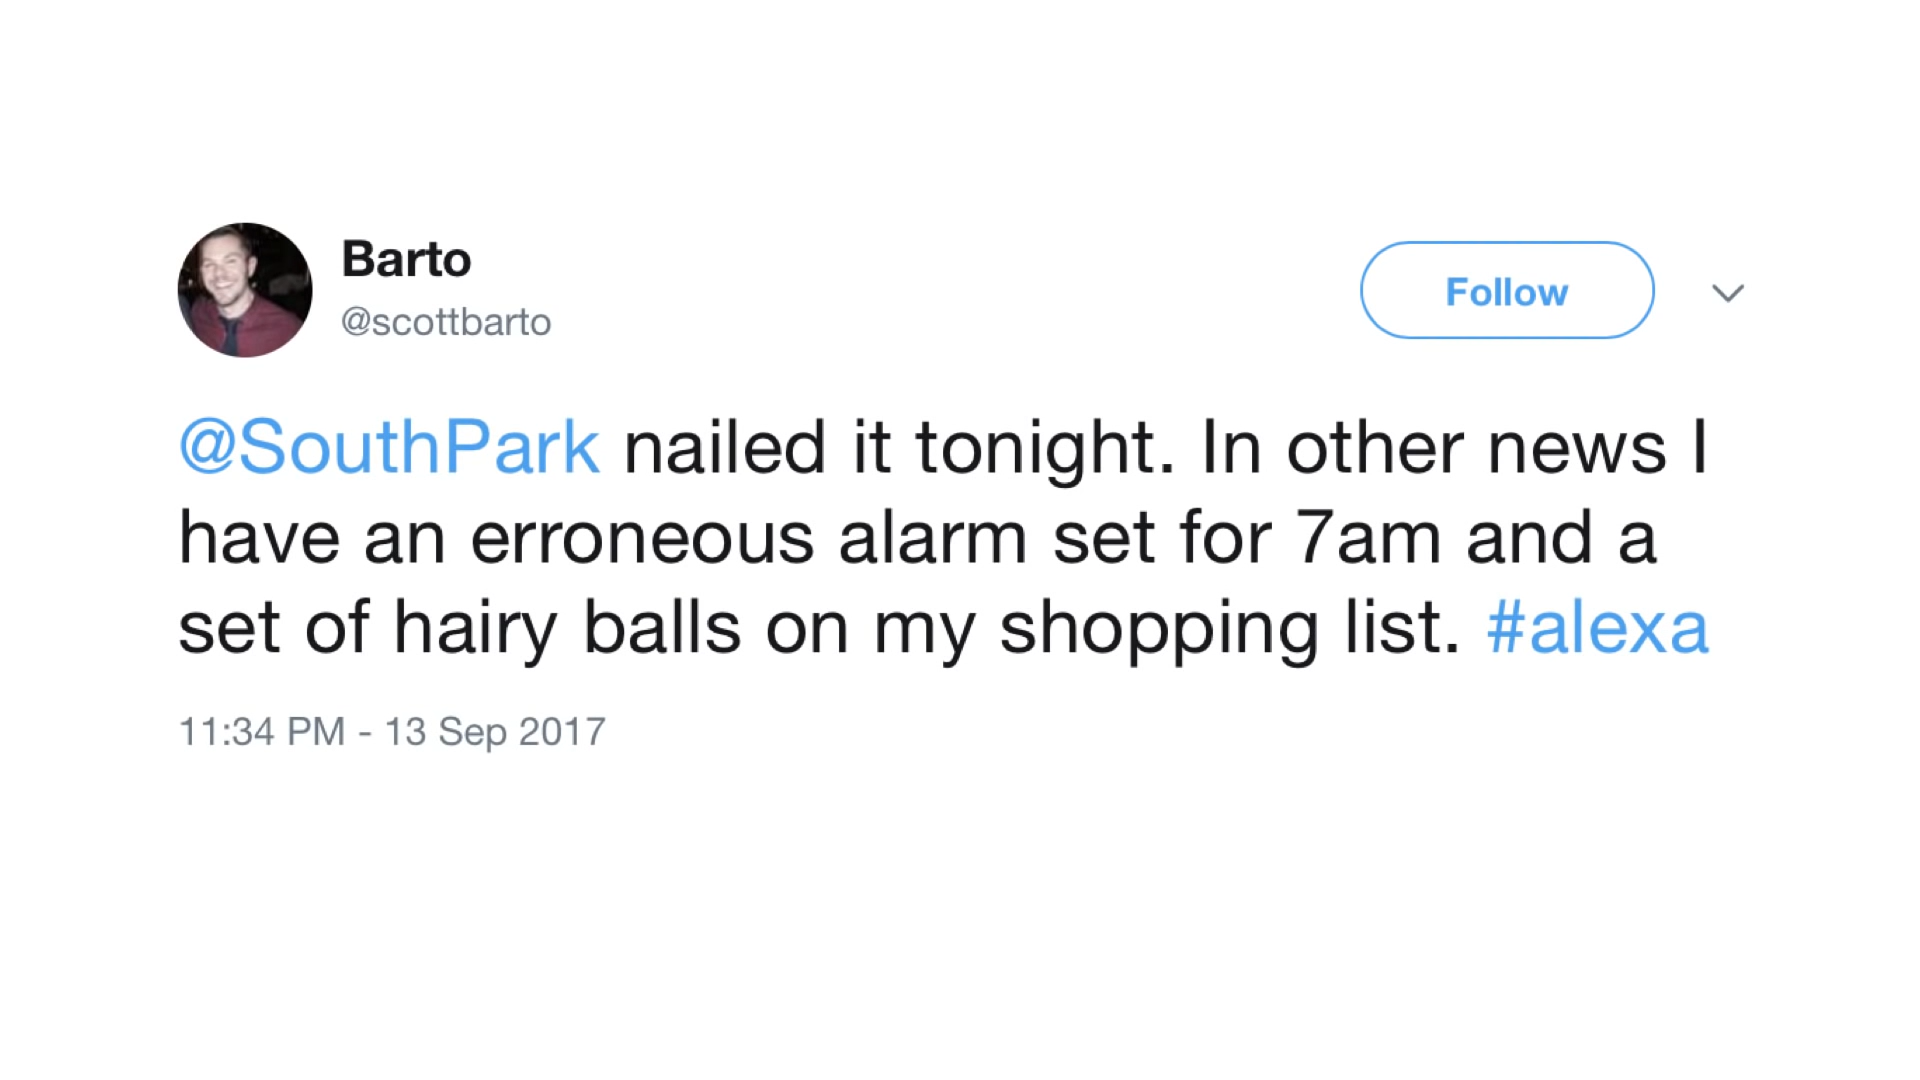 Barto
@scottbarto
Follow
@SouthPark nailed it tonight. In other news I
have an erroneous alarm set for 7am and a
set of hairy balls on my shopping list. #alexa
11:34 PM - 13 Sep 2017